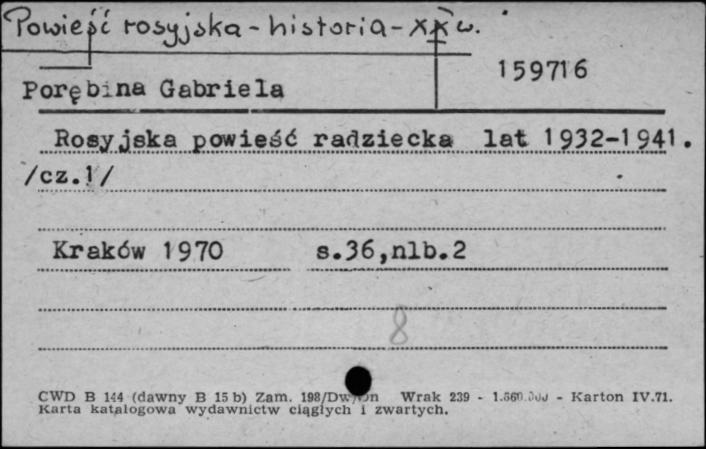 Powieść rosyjska - historia - XX w.
159716
Porębina Gabriela
Rosyjska powieść radziecka lat 1932-1941.
/cz.1/
Kraków 1970 s.36,nlb.2
8
CWD B 144 (dawny B 15 b) Zam. 198/Dw/ Wrak 239 - - Karton IV.71.
Karta katalogowa wydawnictw ciągłych i zwartych.